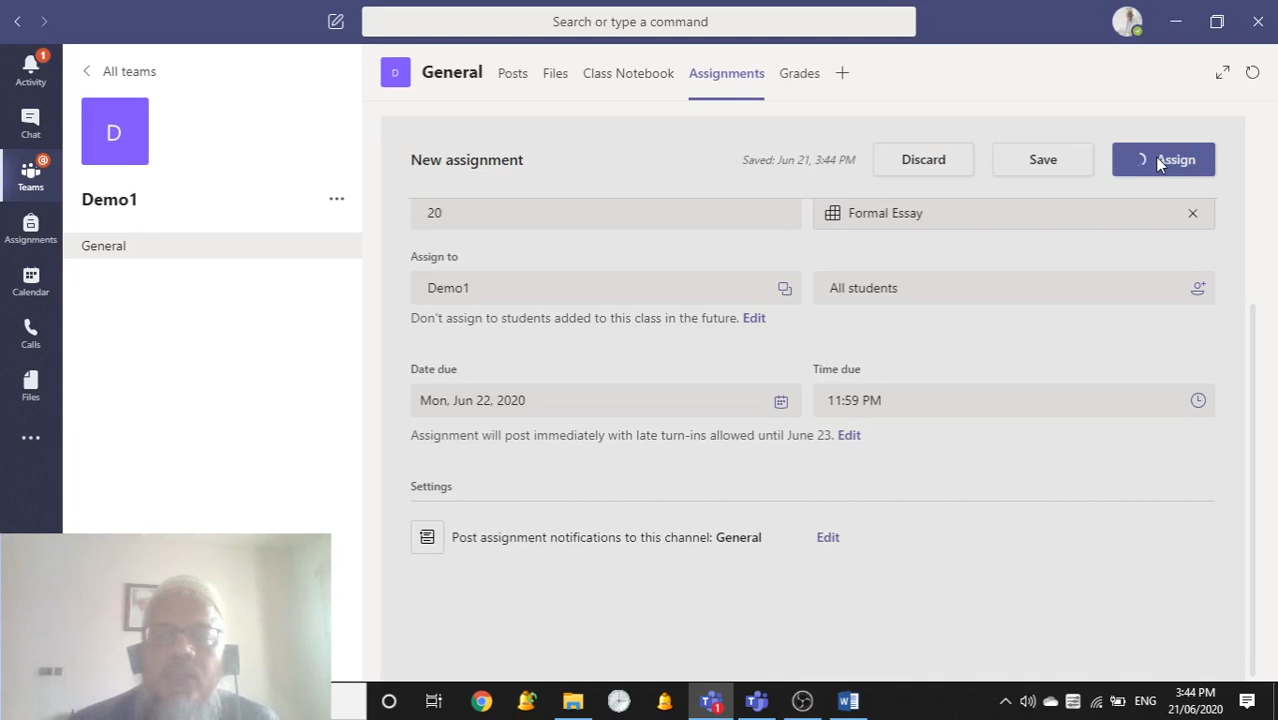 Search or type a command
1
Activity
Chat
@
Teams
Assignments
Calendar
Calls
Files
All teams
D
Demo1
General
D
General
Posts
Files
Class Notebook
Assignments
Grades
New assignment
Saved: Jun 21, 3:44 PM
Discard
Save
Assign
20
Formal Essay
Assign to
Demo1
All students
Don't assign to students added to this class in the future. Edit
Date due
Time due
Mon, Jun 22, 2020
11:59 PM
Assignment will post immediately with late turn-ins allowed until June 23. Edit
Settings
Post assignment notifications to this channel: General
Edit
1
ENG
3:44 PM
21/06/2020